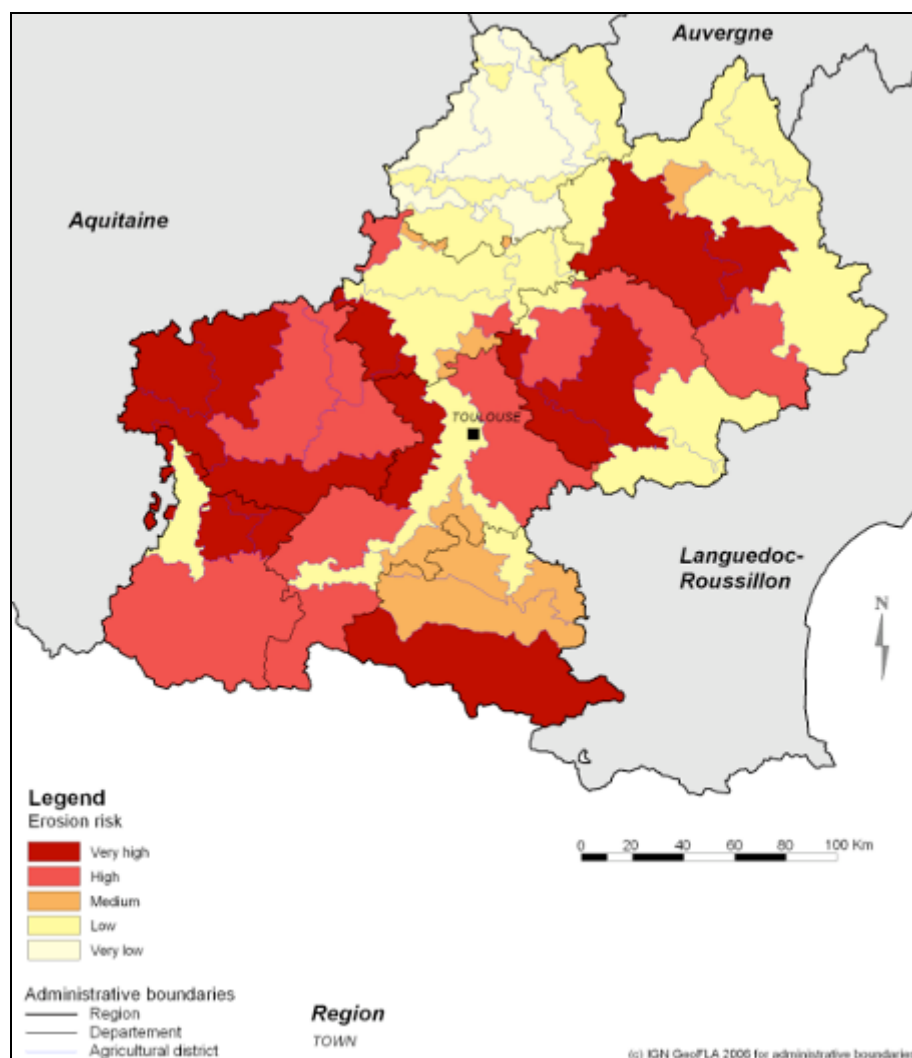 Auvergne
Aquitaine
TOULOUSE
Languedoc-
Roussillon
N
Legend
Erosion risk
Very high
High
Medium
Low
Very low
0 20 40 60 80 100 Km
Administrative boundaries
Region
Departement
Agricultural district
Region
TOWN
(c) IGN GeoFLA 2006 for administrative boundaries